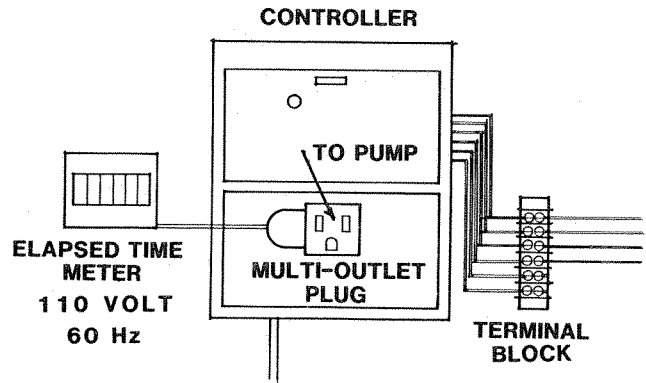 CONTROLLER
TO PUMP
ELAPSED TIME
METER
110 VOLT
60 Hz
MULTI-OUTLET
PLUG
TERMINAL
BLOCK